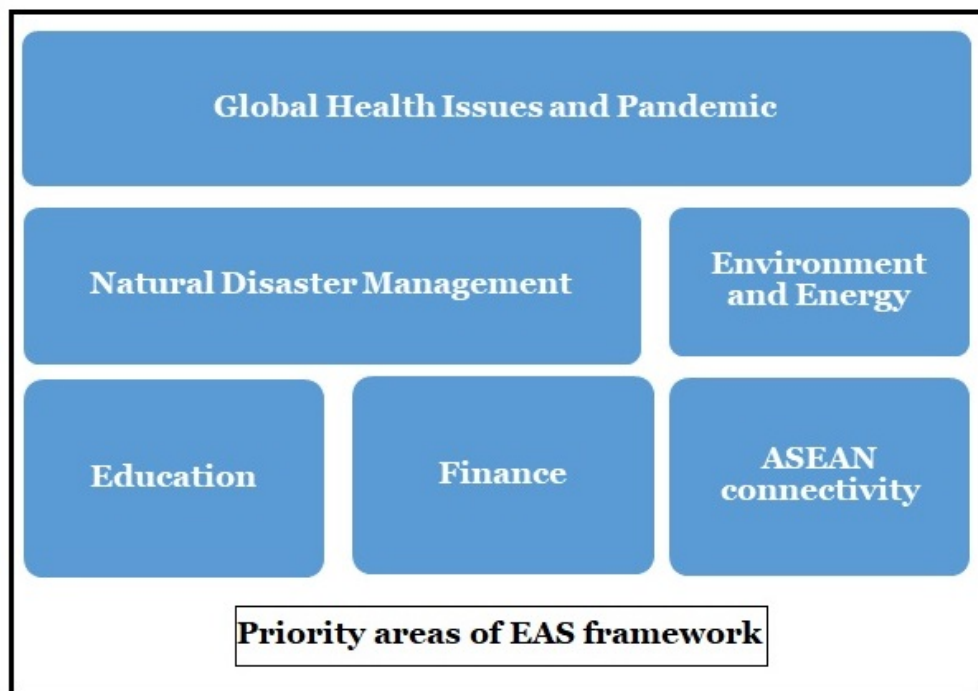 Global Health Issues and Pandemic
Natural Disaster Management
Environment
and Energy
Education
Finance
ASEAN
connectivity
Priority areas of EAS framework